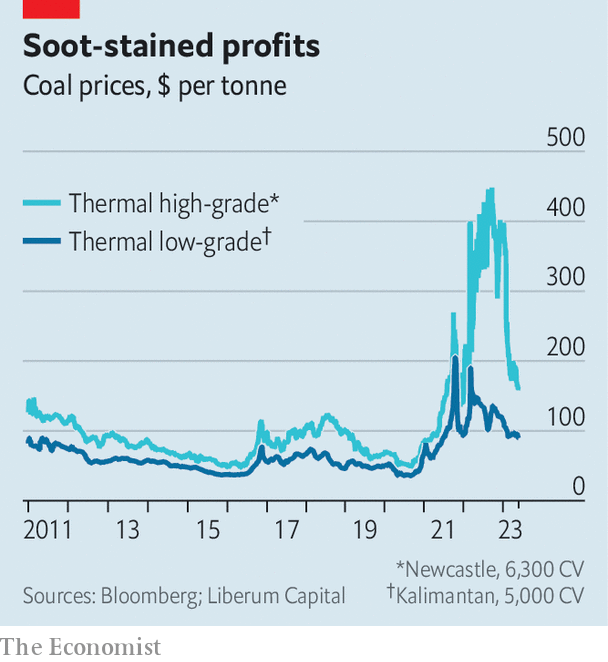 Soot-stained profits
Coal prices, $ per tonne
500
Thermal high-grade*
400
Thermal low-grade†
300
200
100
0
2011 13 15 17 19 21 23
*Newcastle, 6,300 CV
Sources: Bloomberg; Liberum Capital †Kalimantan, 5,000 CV
The Economist